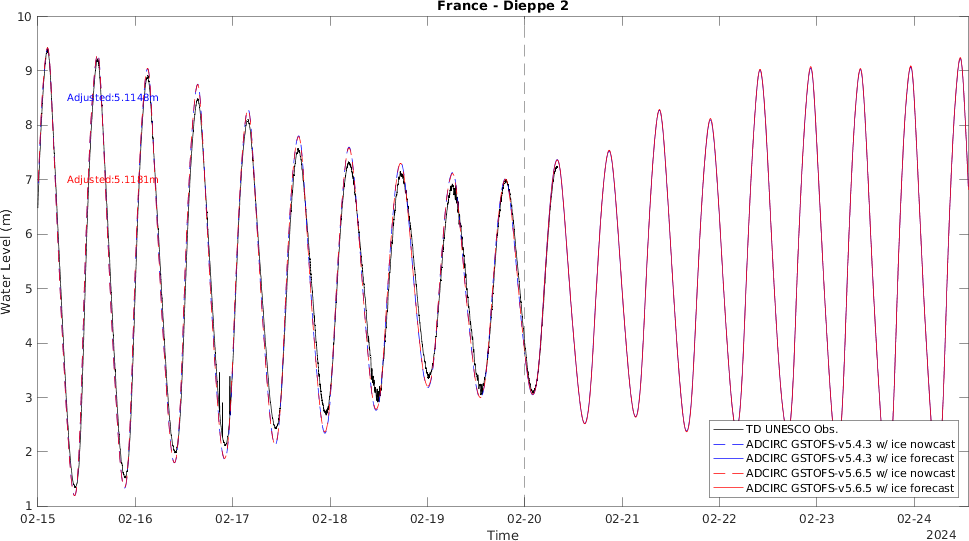 France - Dieppe 2
10
9
8
7
6
5
4
3
2
1
Water Level (m)
Adjusted:5.1148m
Adjusted:5.1181m
TD UNESCO Obs.
ADCIRC GSTOFS-v5.4.3 w/ ice nowcast
ADCIRC GSTOFS-v5.4.3 w/ ice forecast
ADCIRC GSTOFS-v5.6.5 w/ ice nowcast
ADCIRC GSTOFS-v5.6.5 w/ ice forecast
02-15 02-16 02-17 02-18 02-19 02-20 02-21 02-22 02-23 02-24
Time
2024